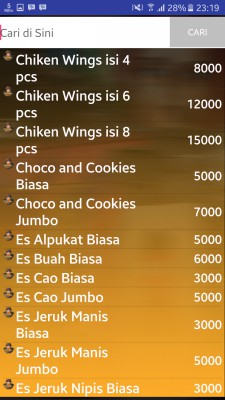 28% 23:19
Cari di Sini CARI
Chiken Wings isi 4
pcs 8000
Chiken Wings isi 6
pcs 12000
Chiken Wings isi 8
pcs 15000
Choco and Cookies
Biasa 5000
Choco and Cookies
Jumbo 7000
Es Alpukat Biasa 5000
Es Buah Biasa 6000
Es Cao Biasa 3000
Es Cao Jumbo 5000
Es Jeruk Manis
Biasa 3000
Es Jeruk Manis
Jumbo 5000
Es Jeruk Nipis Biasa 3000